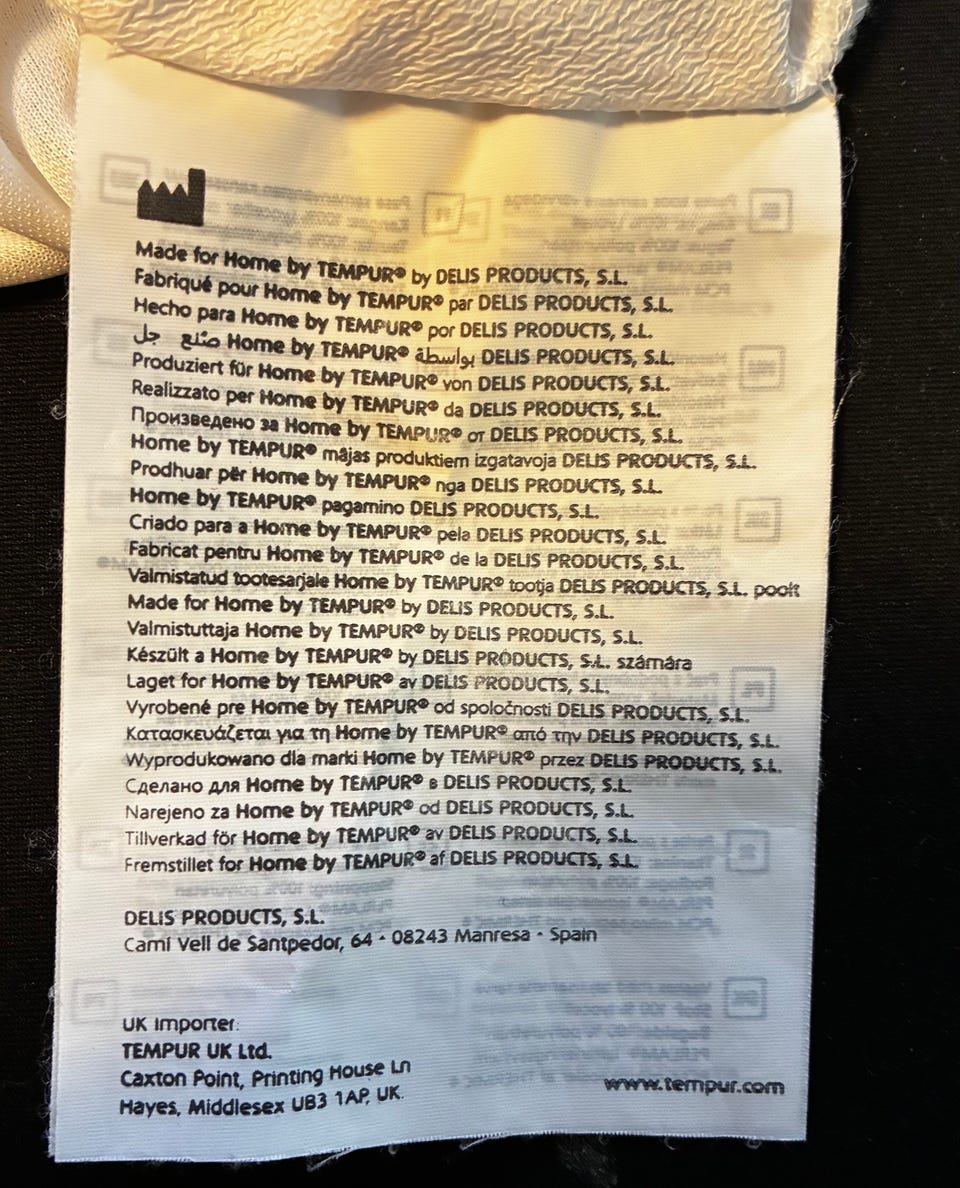 Made for Home by TEMPUR® by DELIS PRODUCTS, S.L.
Fabriqué pour Home by TEMPUR® par DELIS PRODUCTS, S.L.
Hecho para Home by TEMPUR® por DELIS PRODUCTS, S.L.
صنع جل Home by TEMPUR® بواسطة DELIS PRODUCTS, S.L.
Produziert für Home by TEMPUR® von DELIS PRODUCTS, S.L.
Realizzato per Home by TEMPUR® da DELIS PRODUCTS, S.L.
Произведено за Home by TEMPUR® от DELIS PRODUCTS, S.L.
Home by TEMPUR® mājas produktiem izgatavoja DELIS PRODUCTS, S.L.
Prodhuar për Home by TEMPUR® nga DELIS PRODUCTS, S.L.
Home by TEMPUR® pagamino DELIS PRODUCTS, S.L.
Criado para a Home by TEMPUR® pela DELIS PRODUCTS, S.L.
Fabricat pentru Home by TEMPUR® de la DELIS PRODUCTS, S.L.
Valmistatud tootesarjale Home by TEMPUR® tootja DELIS PRODUCTS, S.L. poolt
Made for Home by TEMPUR® by DELIS PRODUCTS, S.L.
Valmistuttaja Home by TEMPUR® by DELIS PRODUCTS, S.L.
Készült a Home by TEMPUR® by DELIS PRODUCTS, S.L. számára
Laget for Home by TEMPUR® av DELIS PRODUCTS, S.L.
Vyrobené pre Home by TEMPUR® od spoločnosti DELIS PRODUCTS, S.L.
Κατασκευάζεται για τη Home by TEMPUR® από την DELIS PRODUCTS, S.L.
Wyprodukowano dla marki Home by TEMPUR® przez DELIS PRODUCTS, S.L.
Сделано для Home by TEMPUR® в DELIS PRODUCTS, S.L.
Narejeno za Home by TEMPUR® od DELIS PRODUCTS, S.L.
Tillverkad för Home by TEMPUR® av DELIS PRODUCTS, S.L.
Fremstillet for Home by TEMPUR® af DELIS PRODUCTS, S.L.
DELIS PRODUCTS, S.L.
Camí Vell de Santpedor, 64 - 08243 Manresa - Spain
UK Importer:
TEMPUR UK Ltd.
Caxton Point, Printing House Ln
Hayes, Middlesex UB3 1AP, UK.
www.tempur.com